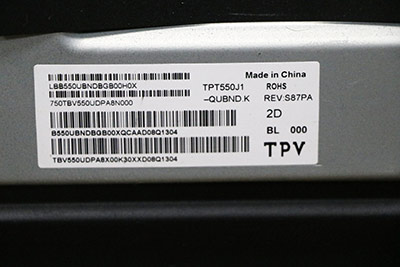 Made in China
LBB550UBNDBGB00H0X
TPT550J1
ROHS
750TBV550UDPA8N000
-QUBND.K
REV:S87PA
2D
B550UBNDBGB00XQCAAD08Q1304
BL 000
TBV550UDPA8X00K30XXD08Q1304
TPV